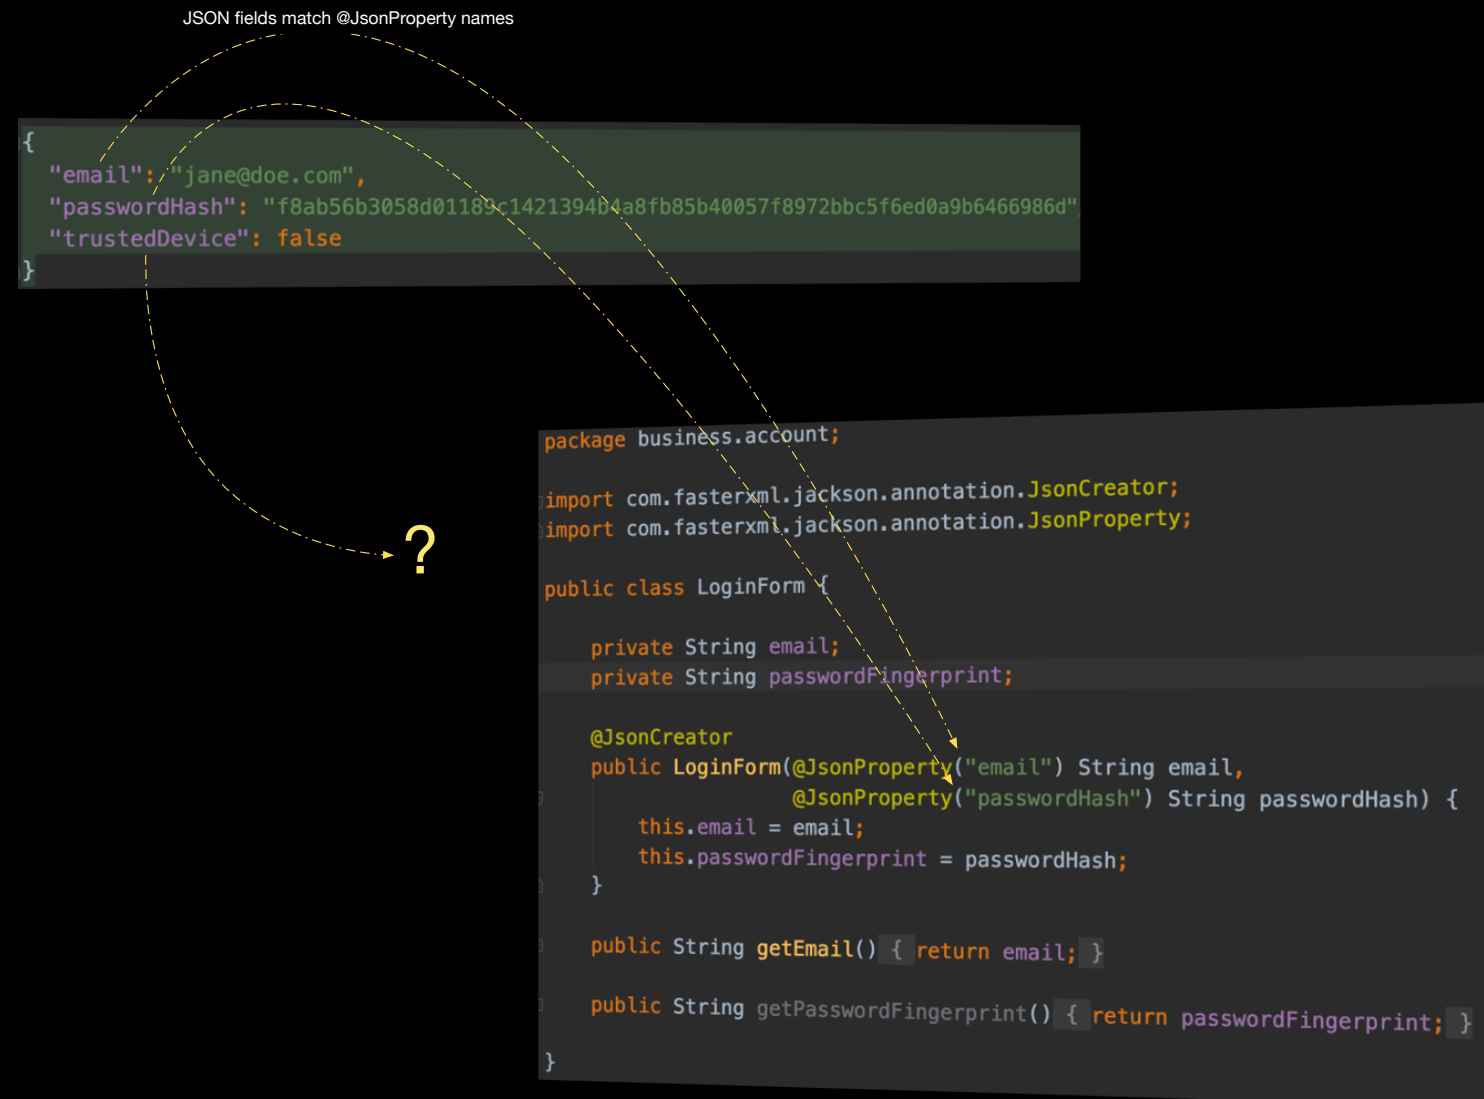 JSON fields match @JsonProperty names
{
"email": "jane@doe.com",
"passwordHash": "f8ab56b3058d01189c1421394b4a8fb85b40057f8972bbc5f6ed0a9b6466986d",
"trustedDevice": false
}
?
package business.account;
import com.fasterxml.jackson.annotation.JsonCreator;
import com.fasterxml.jackson.annotation.JsonProperty;
public class LoginForm {
private String email;
private String passwordFingerprint;
@JsonCreator
public LoginForm(@JsonProperty("email") String email,
@JsonProperty("passwordHash") String passwordHash) {
this.email = email;
this.passwordFingerprint = passwordHash;
}
public String getEmail() { return email; }
public String getPasswordFingerprint() { return passwordFingerprint; }
}